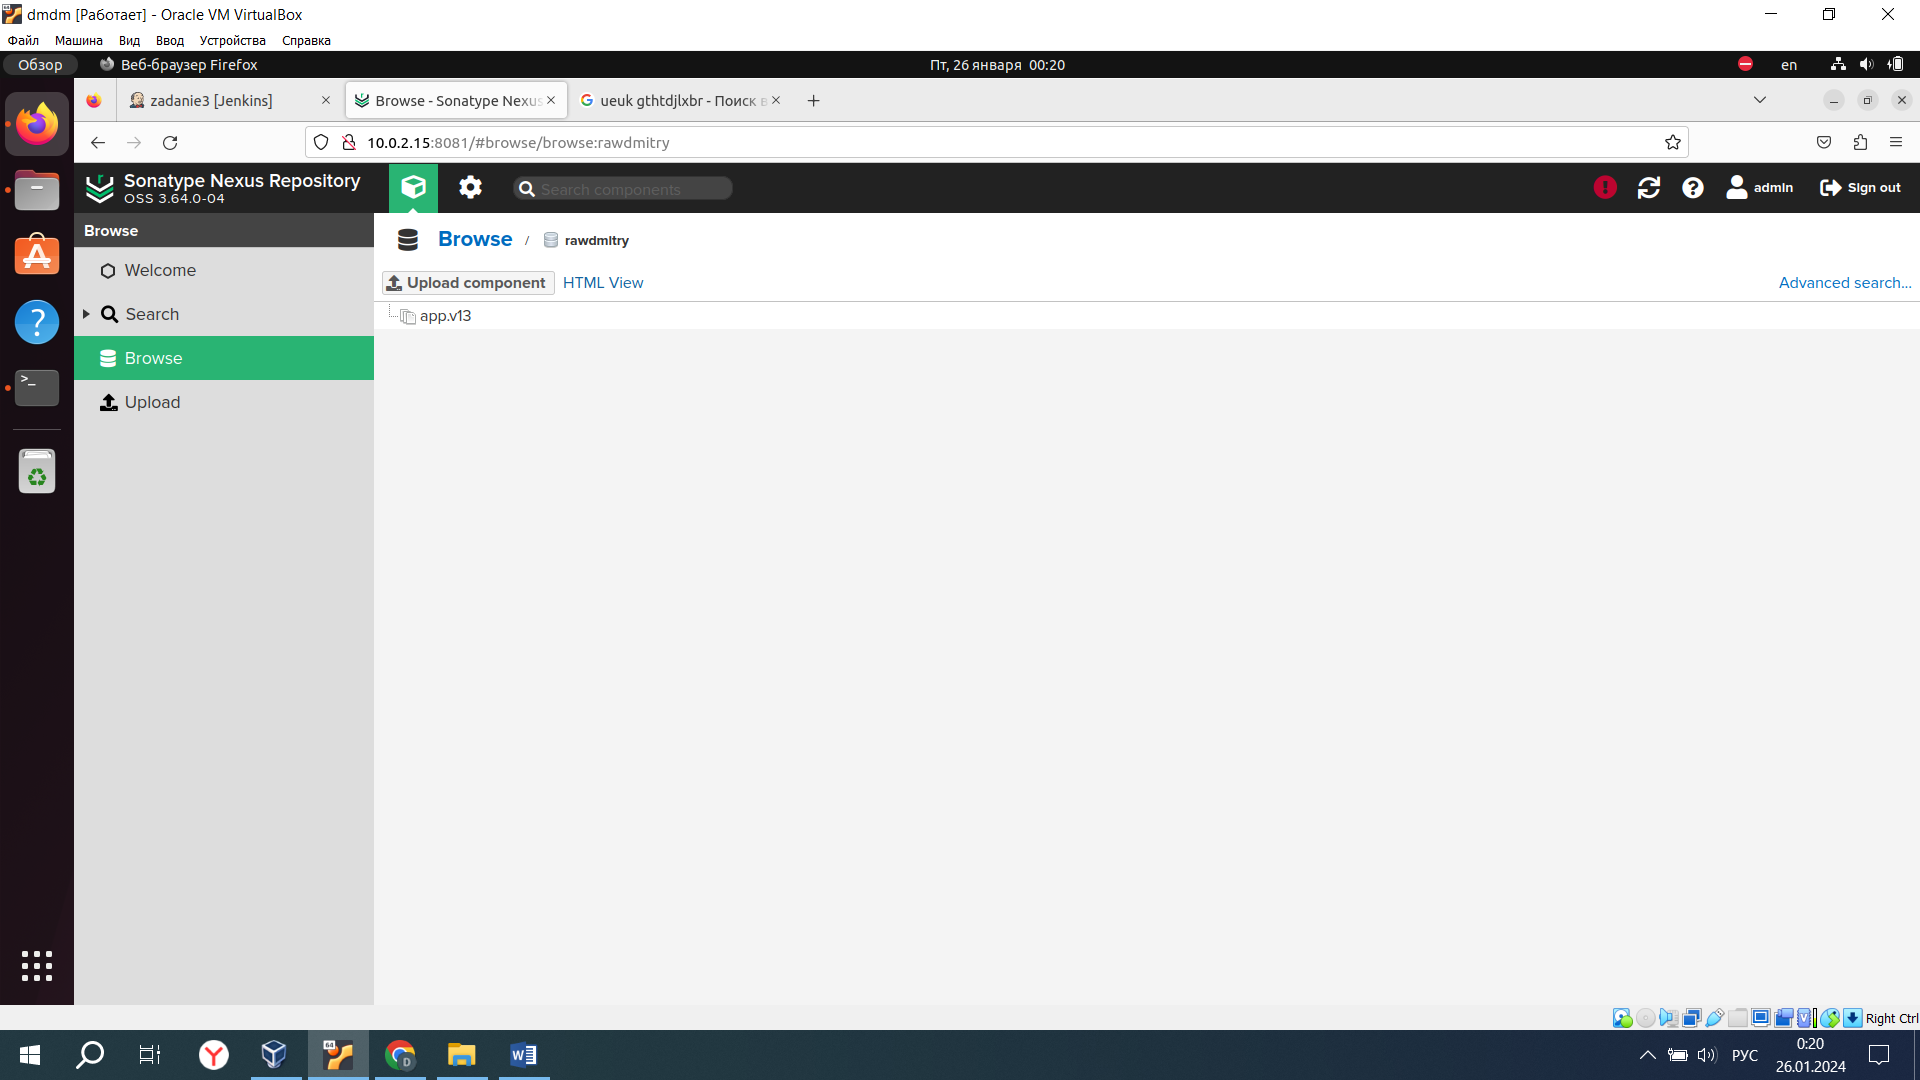 dmdm [Работает] - Oracle VM VirtualBox
Файл Машина Вид Ввод Устройства Справка
Обзор Веб-браузер Firefox Пт, 26 января 00:20 en
zadanie3 [Jenkins] Browse - Sonatype Nexus ueuk gthtdjlxbr - Поиск в
10.0.2.15:8081/#browse/browse:rawdmitry
Sonatype Nexus Repository
OSS 3.64.0-04
Search components
admin Sign out
Browse
Browse / rawdmitry
Welcome
Upload component HTML View Advanced search...
Search
app.v13
Browse
Upload
Right Ctrl
РУС
0:20
26.01.2024